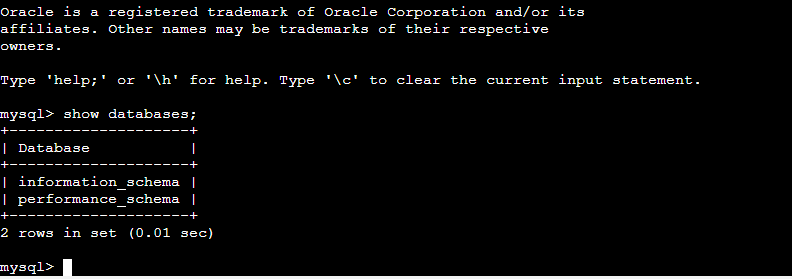 Oracle is a registered trademark of Oracle Corporation and/or its
affiliates. Other names may be trademarks of their respective
owners.
Type 'help;' or '\h' for help. Type '\c' to clear the current input statement.
mysql> show databases;
+--------------------+
| Database           |
+--------------------+
| information_schema |
| performance_schema |
+--------------------+
2 rows in set (0.01 sec)
mysql>